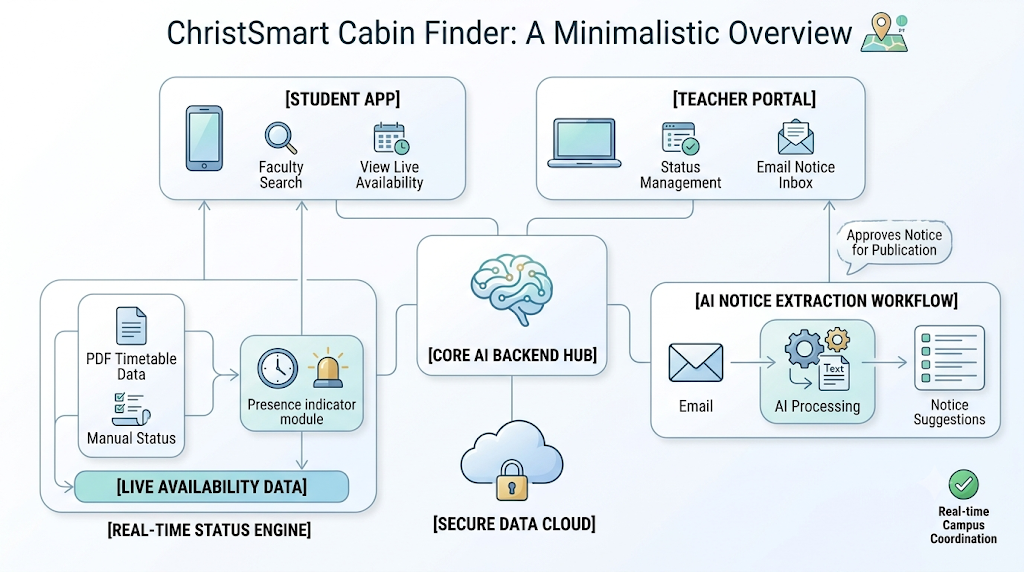 ChristSmart Cabin Finder: A Minimalistic Overview
[STUDENT APP]
Faculty
Search
View Live
Availability
[TEACHER PORTAL]
Status
Management
Email Notice
Inbox
Approves Notice
for Publication
PDF Timetable
Data
Manual Status
Presence indicator
module
[LIVE AVAILABILITY DATA]
[REAL-TIME STATUS ENGINE]
[CORE AI BACKEND HUB]
[SECURE DATA CLOUD]
[AI NOTICE EXTRACTION WORKFLOW]
Email
Text
AI Processing
Notice
Suggestions
Real-time
Campus
Coordination